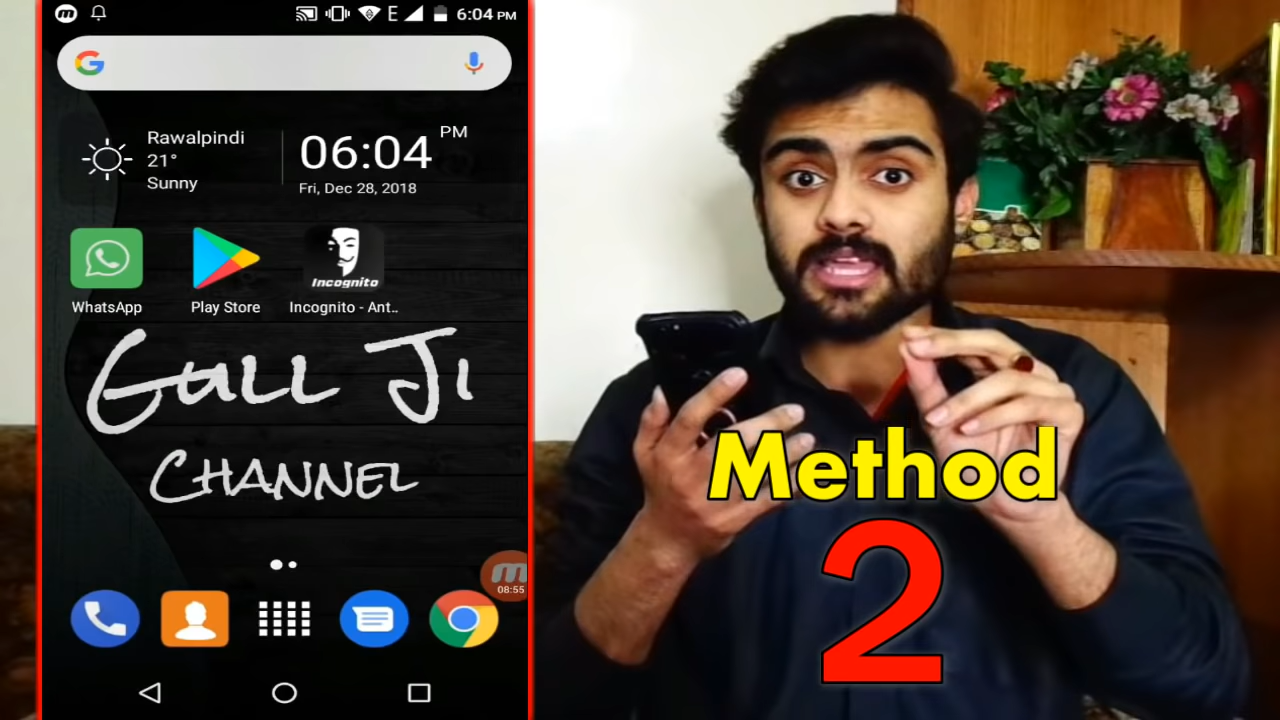 E 6:04 PM
Rawalpindi
21°
Sunny
06:04 PM
Fri, Dec 28, 2018
Incognito
WhatsApp
Play Store
Incognito - Ant..
Gull Ji
Channel
08:55
Method
2